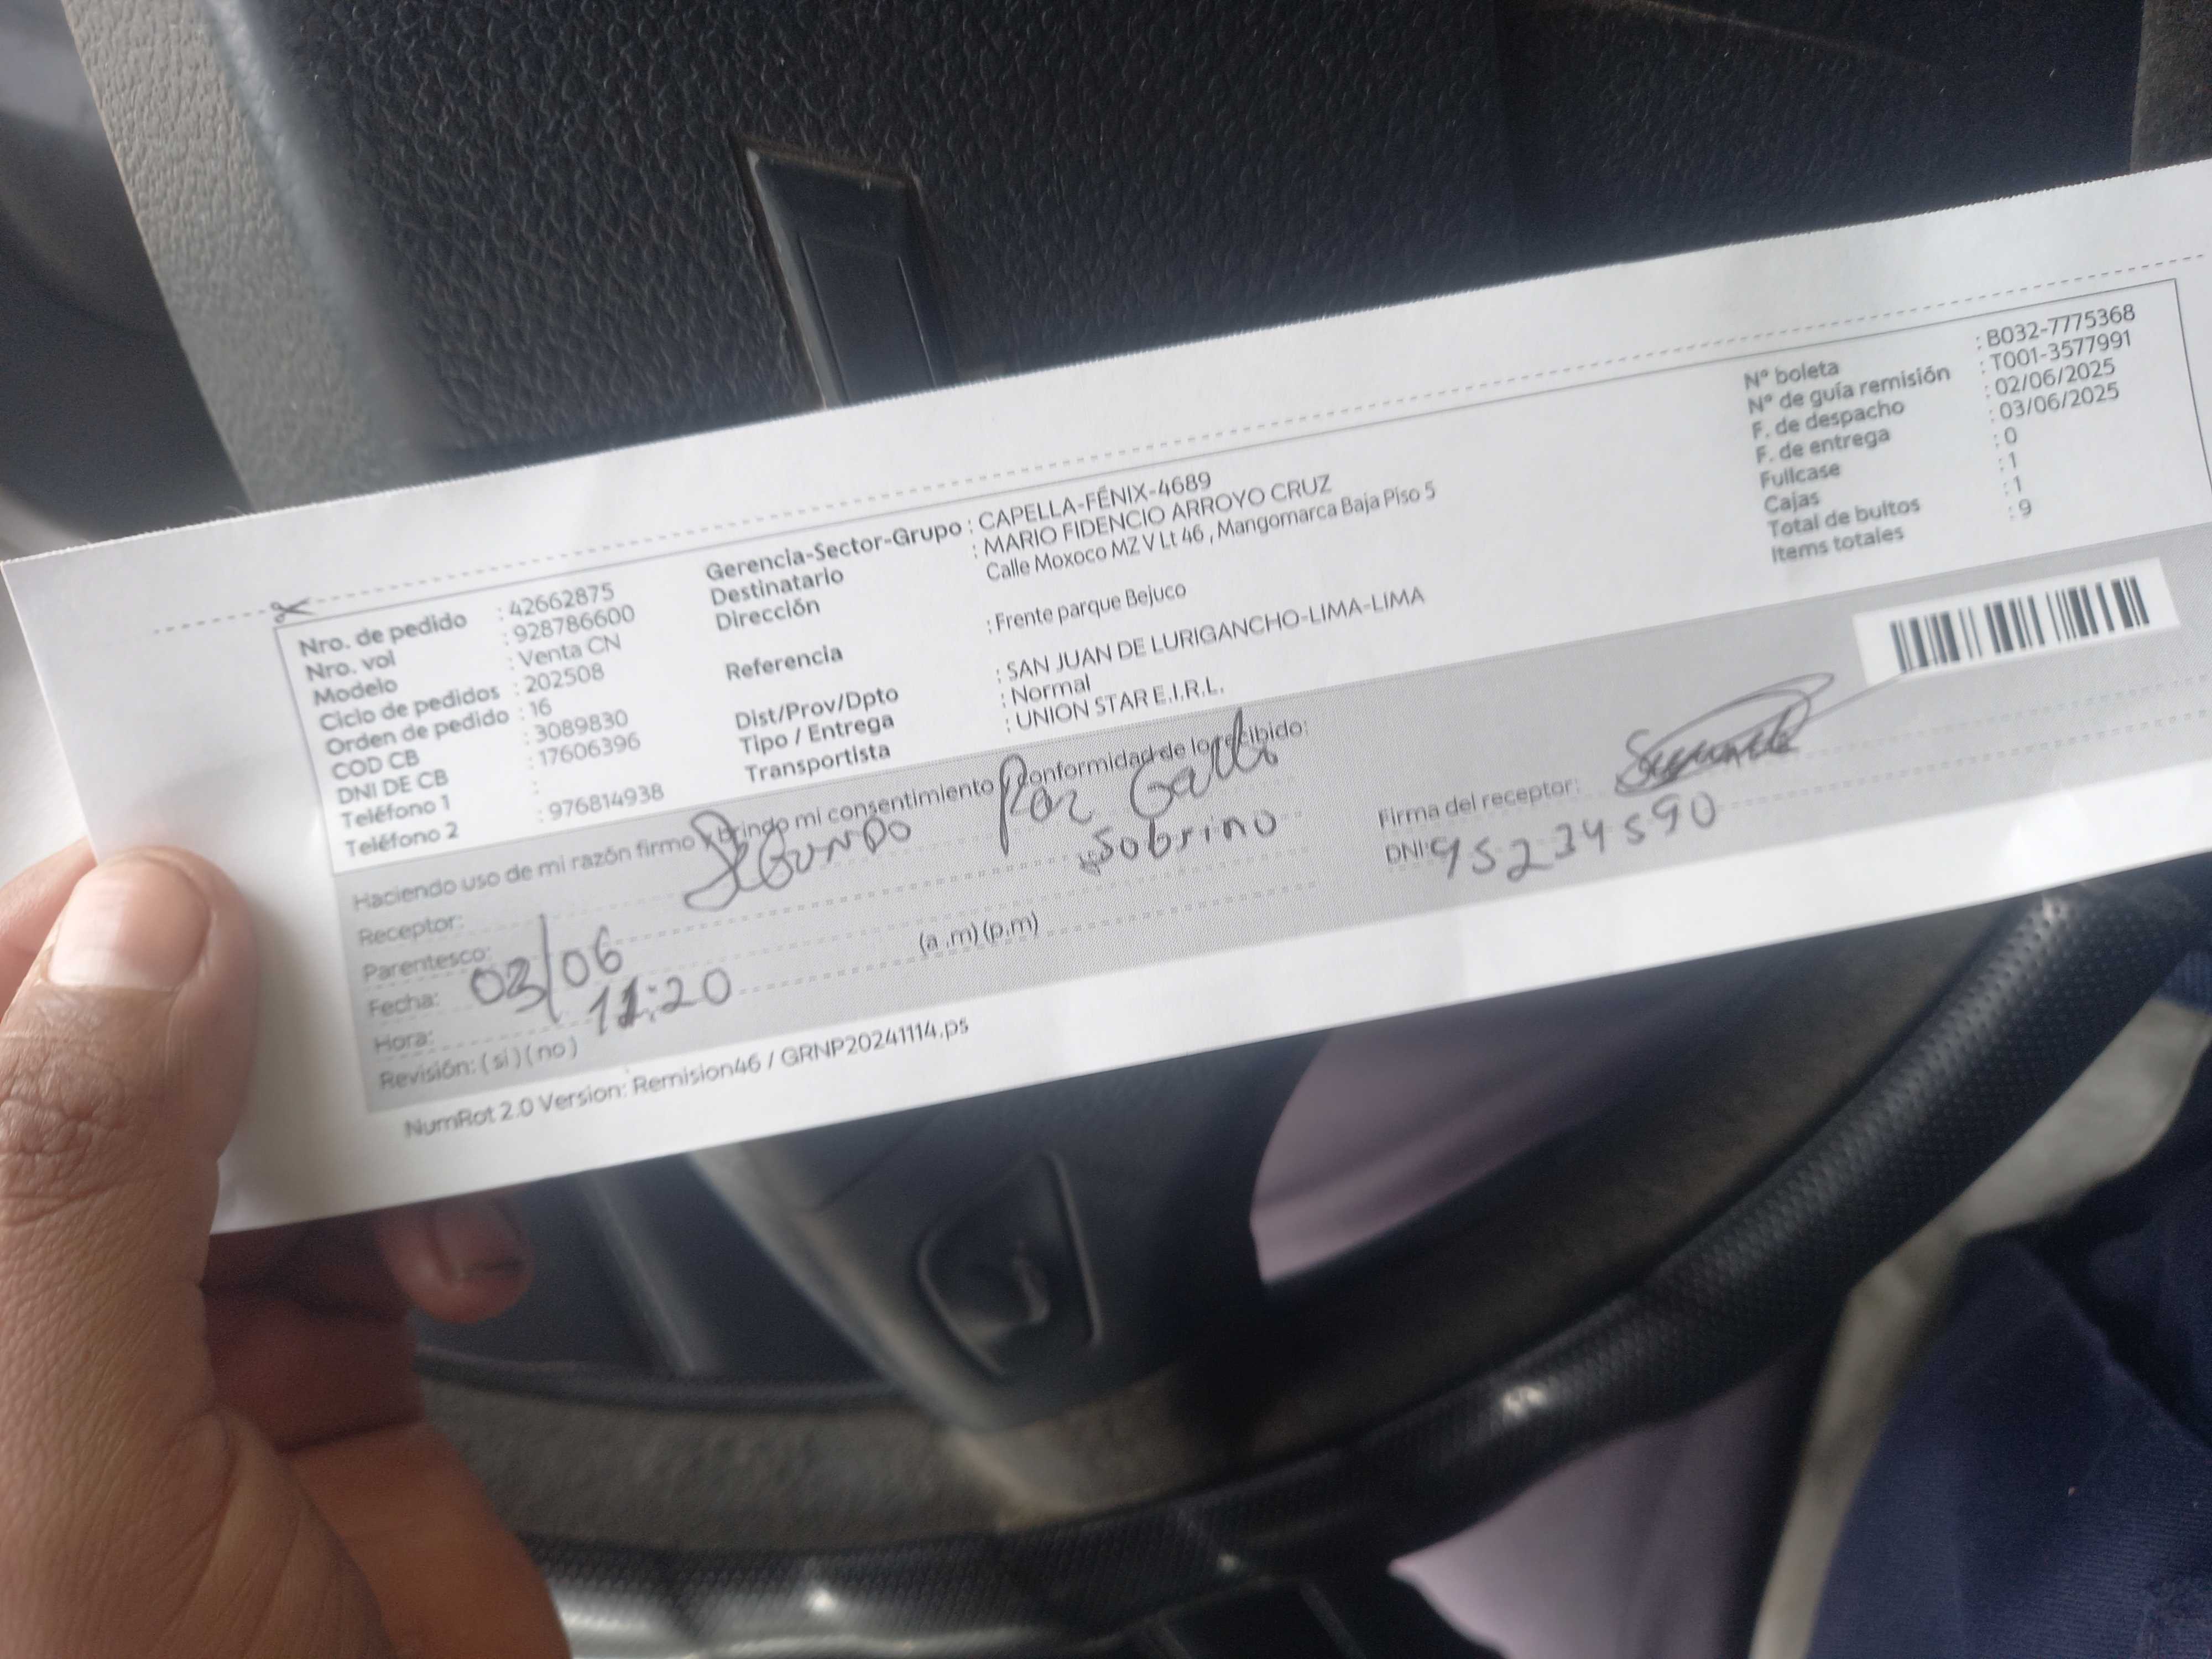 Nro. de pedido : 42662875
Nro. vol : 928786600
Modelo : Venta CN
Ciclo de pedidos : 202508
Orden de pedido : 16
COD CB : 3089830
DNI DE CB : 17606396
Teléfono 1 :
Teléfono 2 : 976814938
Gerencia-Sector-Grupo : CAPELLA-FÉNIX-4689
Destinatario : MARIO FIDENCIO ARROYO CRUZ
Dirección Calle Moxoco MZ V Lt 46 , Mangomarca Baja Piso 5
Referencia : Frente parque Bejuco
Dist/Prov/Dpto : SAN JUAN DE LURIGANCHO-LIMA-LIMA
Tipo / Entrega : Normal
Transportista : UNION STAR E.I.R.L.
N° boleta : B032-7775368
N° de guía remisión : T001-3577991
F. de despacho : 02/06/2025
F. de entrega : 03/06/2025
Fullcase : 0
Cajas : 1
Total de bultos : 1
Items totales : 9
Haciendo uso de mi razón firmo y brindo mi consentimiento y conformidad de lo recibido:
Receptor: Segundo
Parentesco: Sobrino
Fecha: 03/06
Hora: 11:20 (a .m) (p.m)
Revisión: ( si ) ( no )
Firma del receptor:
DNI: 95234590
NumRot 2.0 Version: Remision46 / GRNP20241114.ps